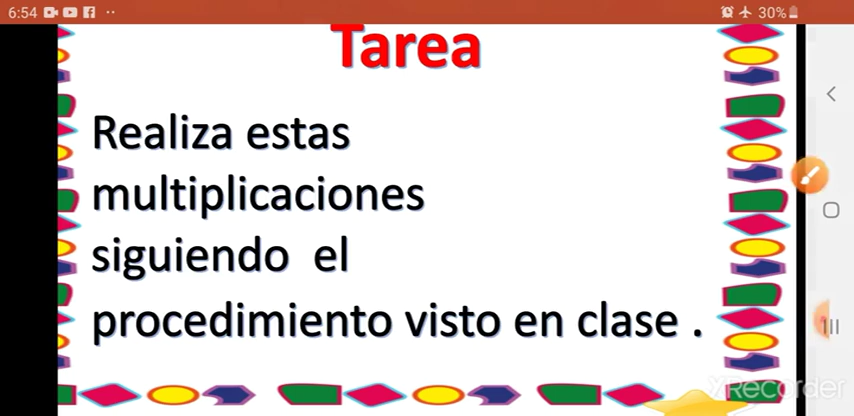 6:54
30%
Tarea
Realiza estas
multiplicaciones
siguiendo el
procedimiento visto en clase .
XRecorder